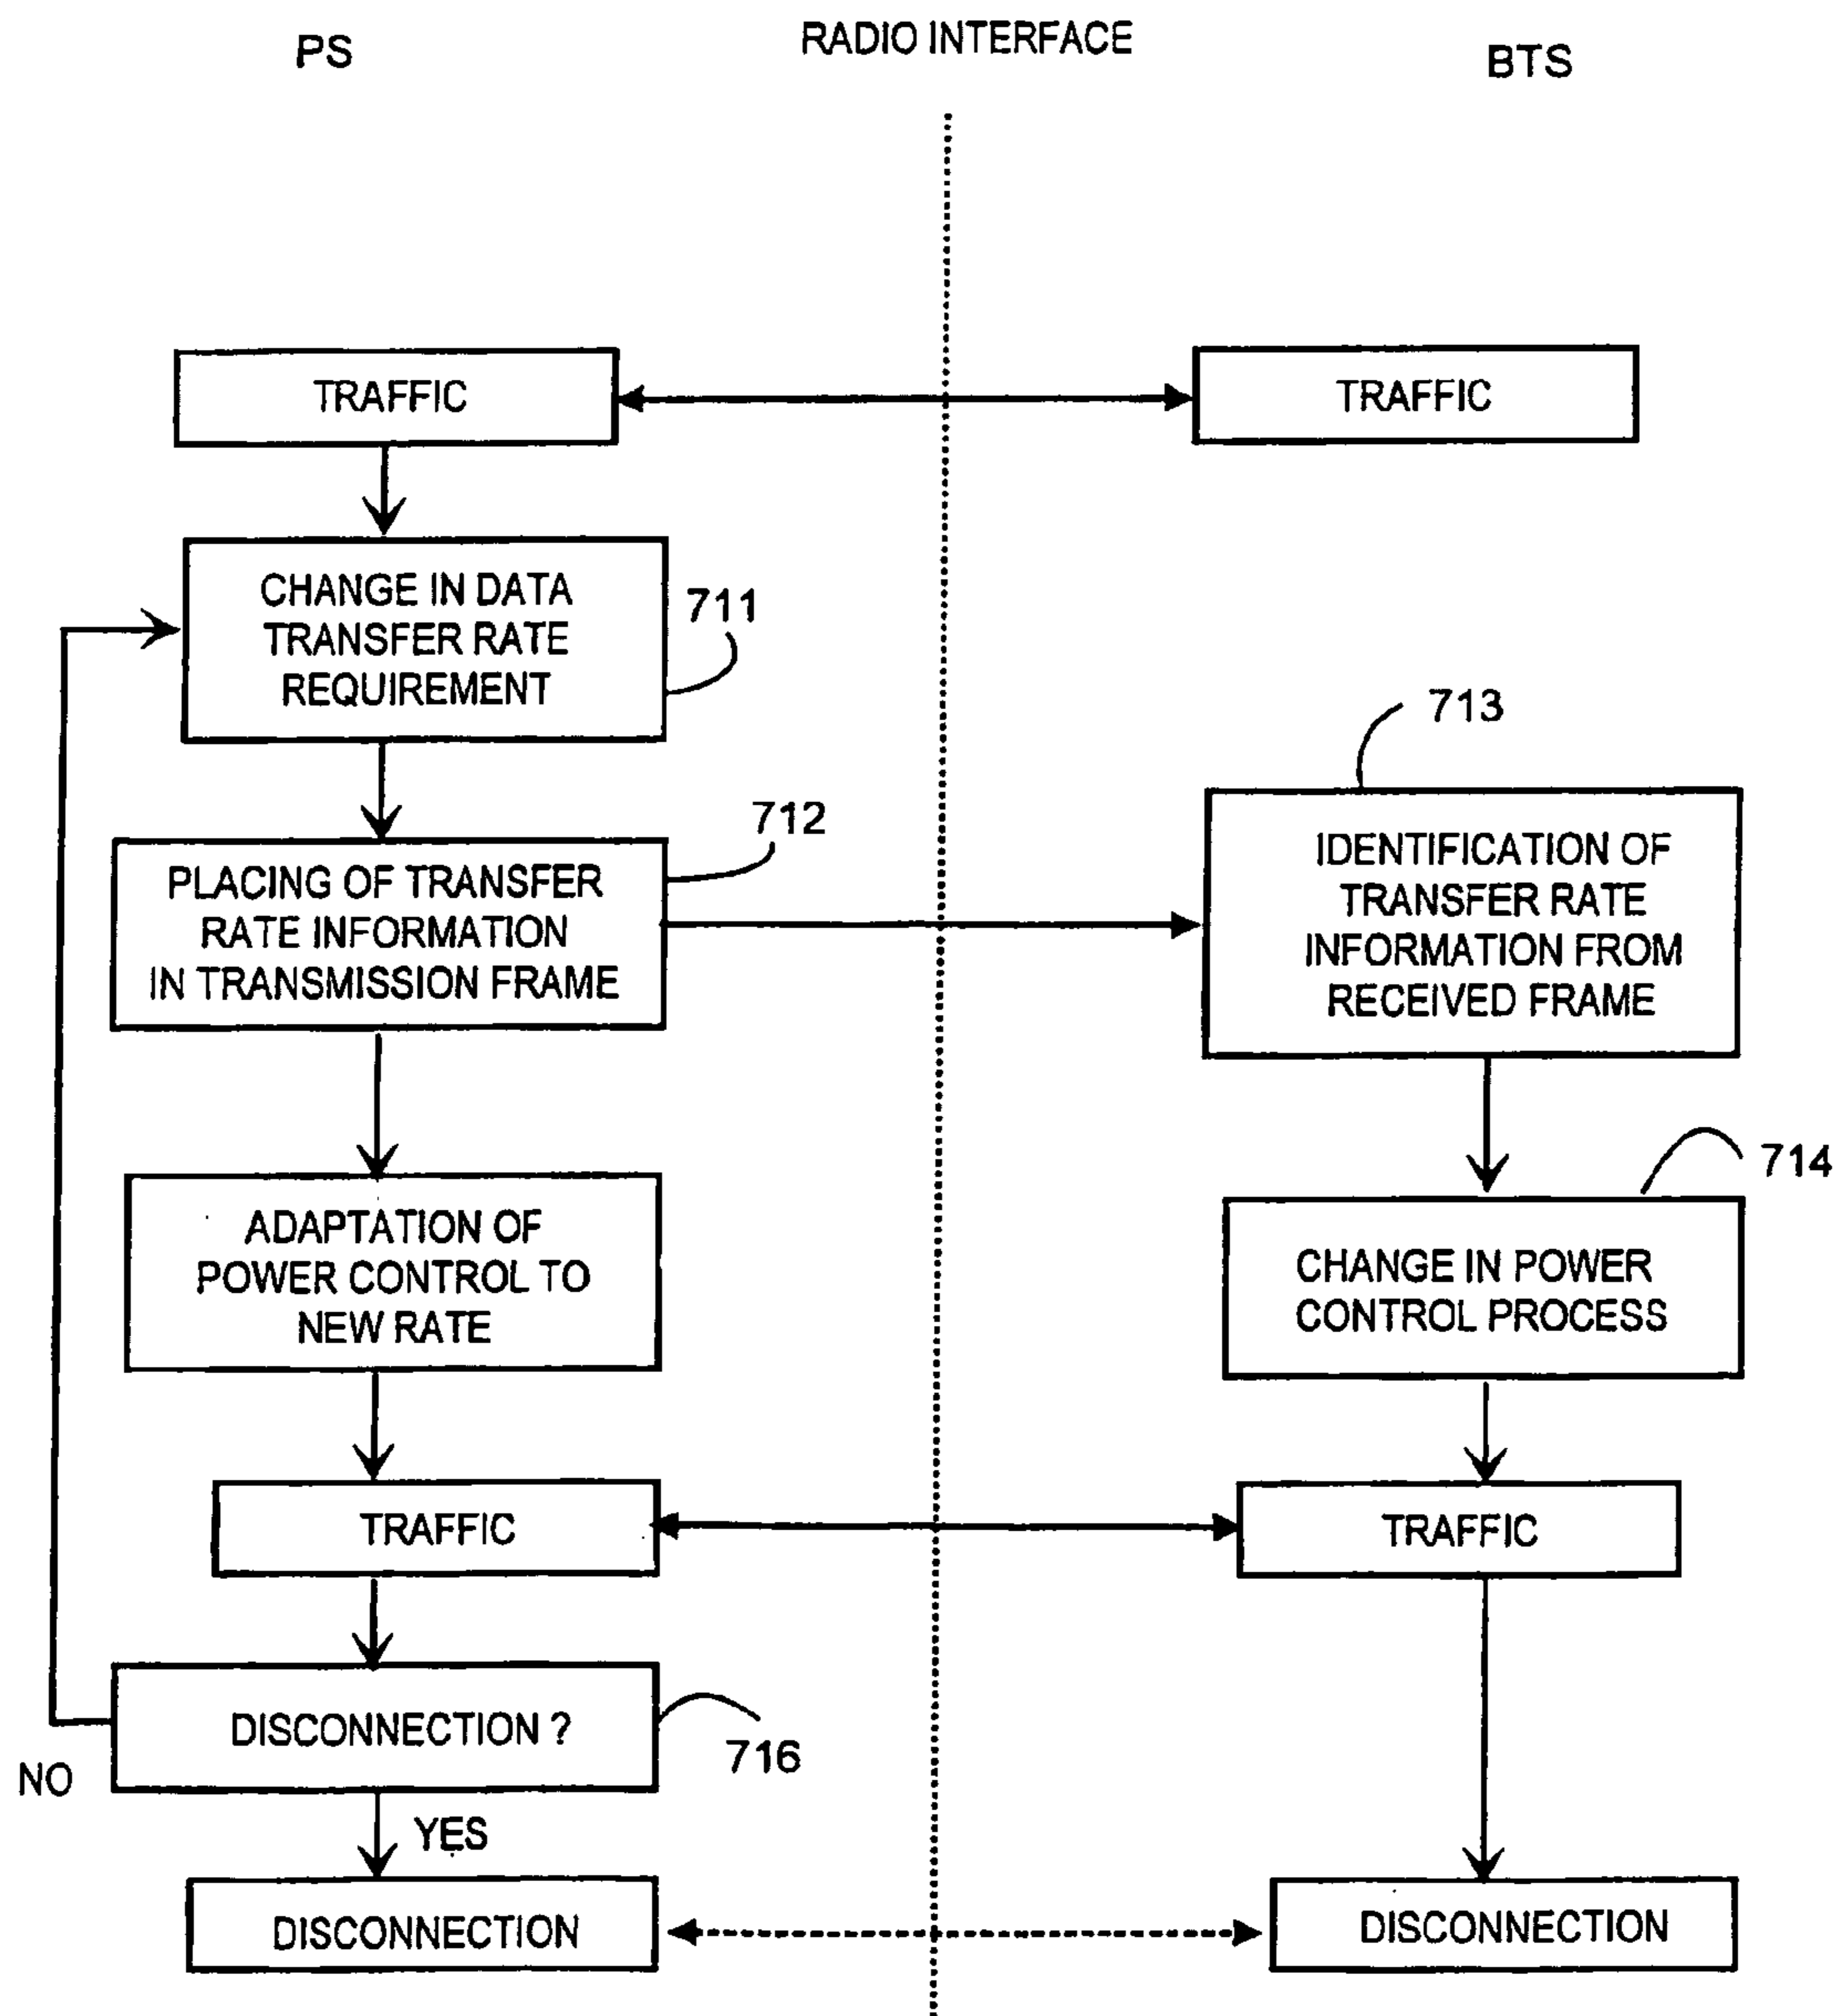 PS
RADIO INTERFACE
BTS
TRAFFIC
TRAFFIC
CHANGE IN DATA
TRANSFER RATE
REQUIREMENT
711
713
712
PLACING OF TRANSFER
RATE INFORMATION
IN TRANSMISSION FRAME
IDENTIFICATION OF
TRANSFER RATE
INFORMATION FROM
RECEIVED FRAME
714
ADAPTATION OF
POWER CONTROL TO
NEW RATE
CHANGE IN POWER
CONTROL PROCESS
TRAFFIC
TRAFFIC
DISCONNECTION ?
716
NO
YES
DISCONNECTION
DISCONNECTION